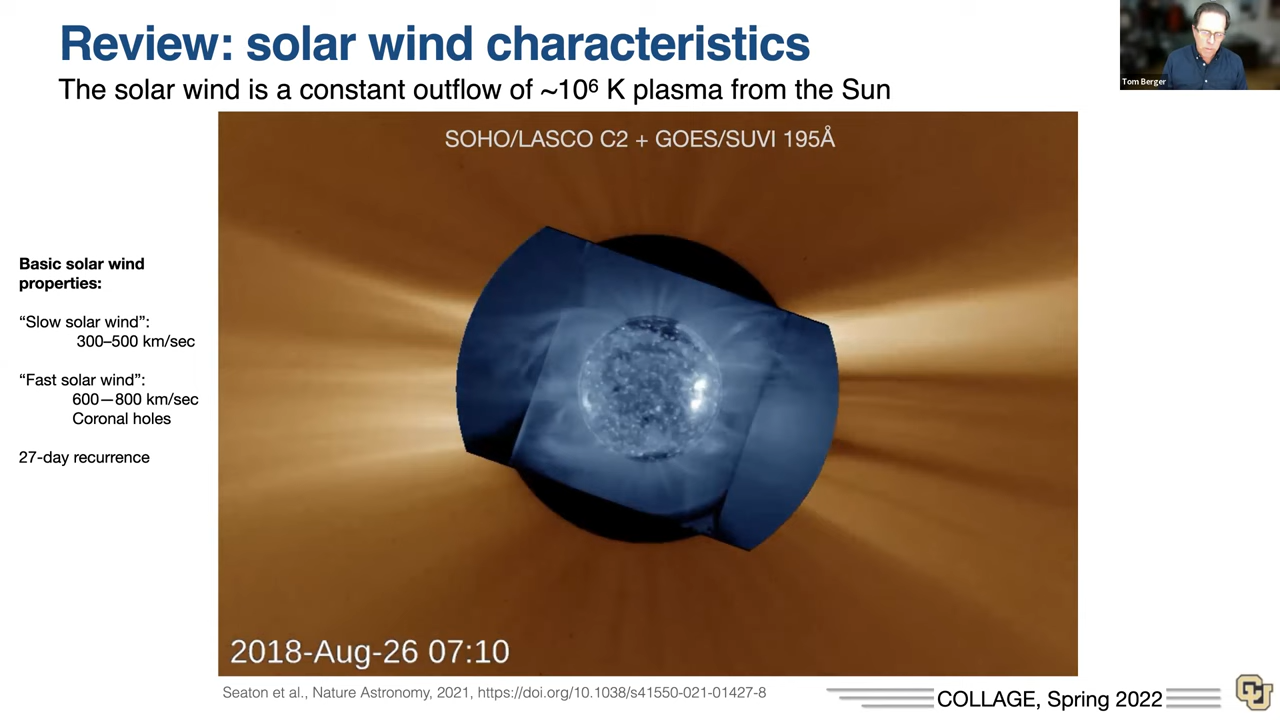 Review: solar wind characteristics
The solar wind is a constant outflow of ~10⁶ K plasma from the Sun
Tom Berger
SOHO/LASCO C2 + GOES/SUVI 195Å
Basic solar wind
properties:
“Slow solar wind”:
300–500 km/sec
“Fast solar wind”:
600—800 km/sec
Coronal holes
27-day recurrence
2018-Aug-26 07:10
Seaton et al., Nature Astronomy, 2021, https://doi.org/10.1038/s41550-021-01427-8
COLLAGE, Spring 2022
CU